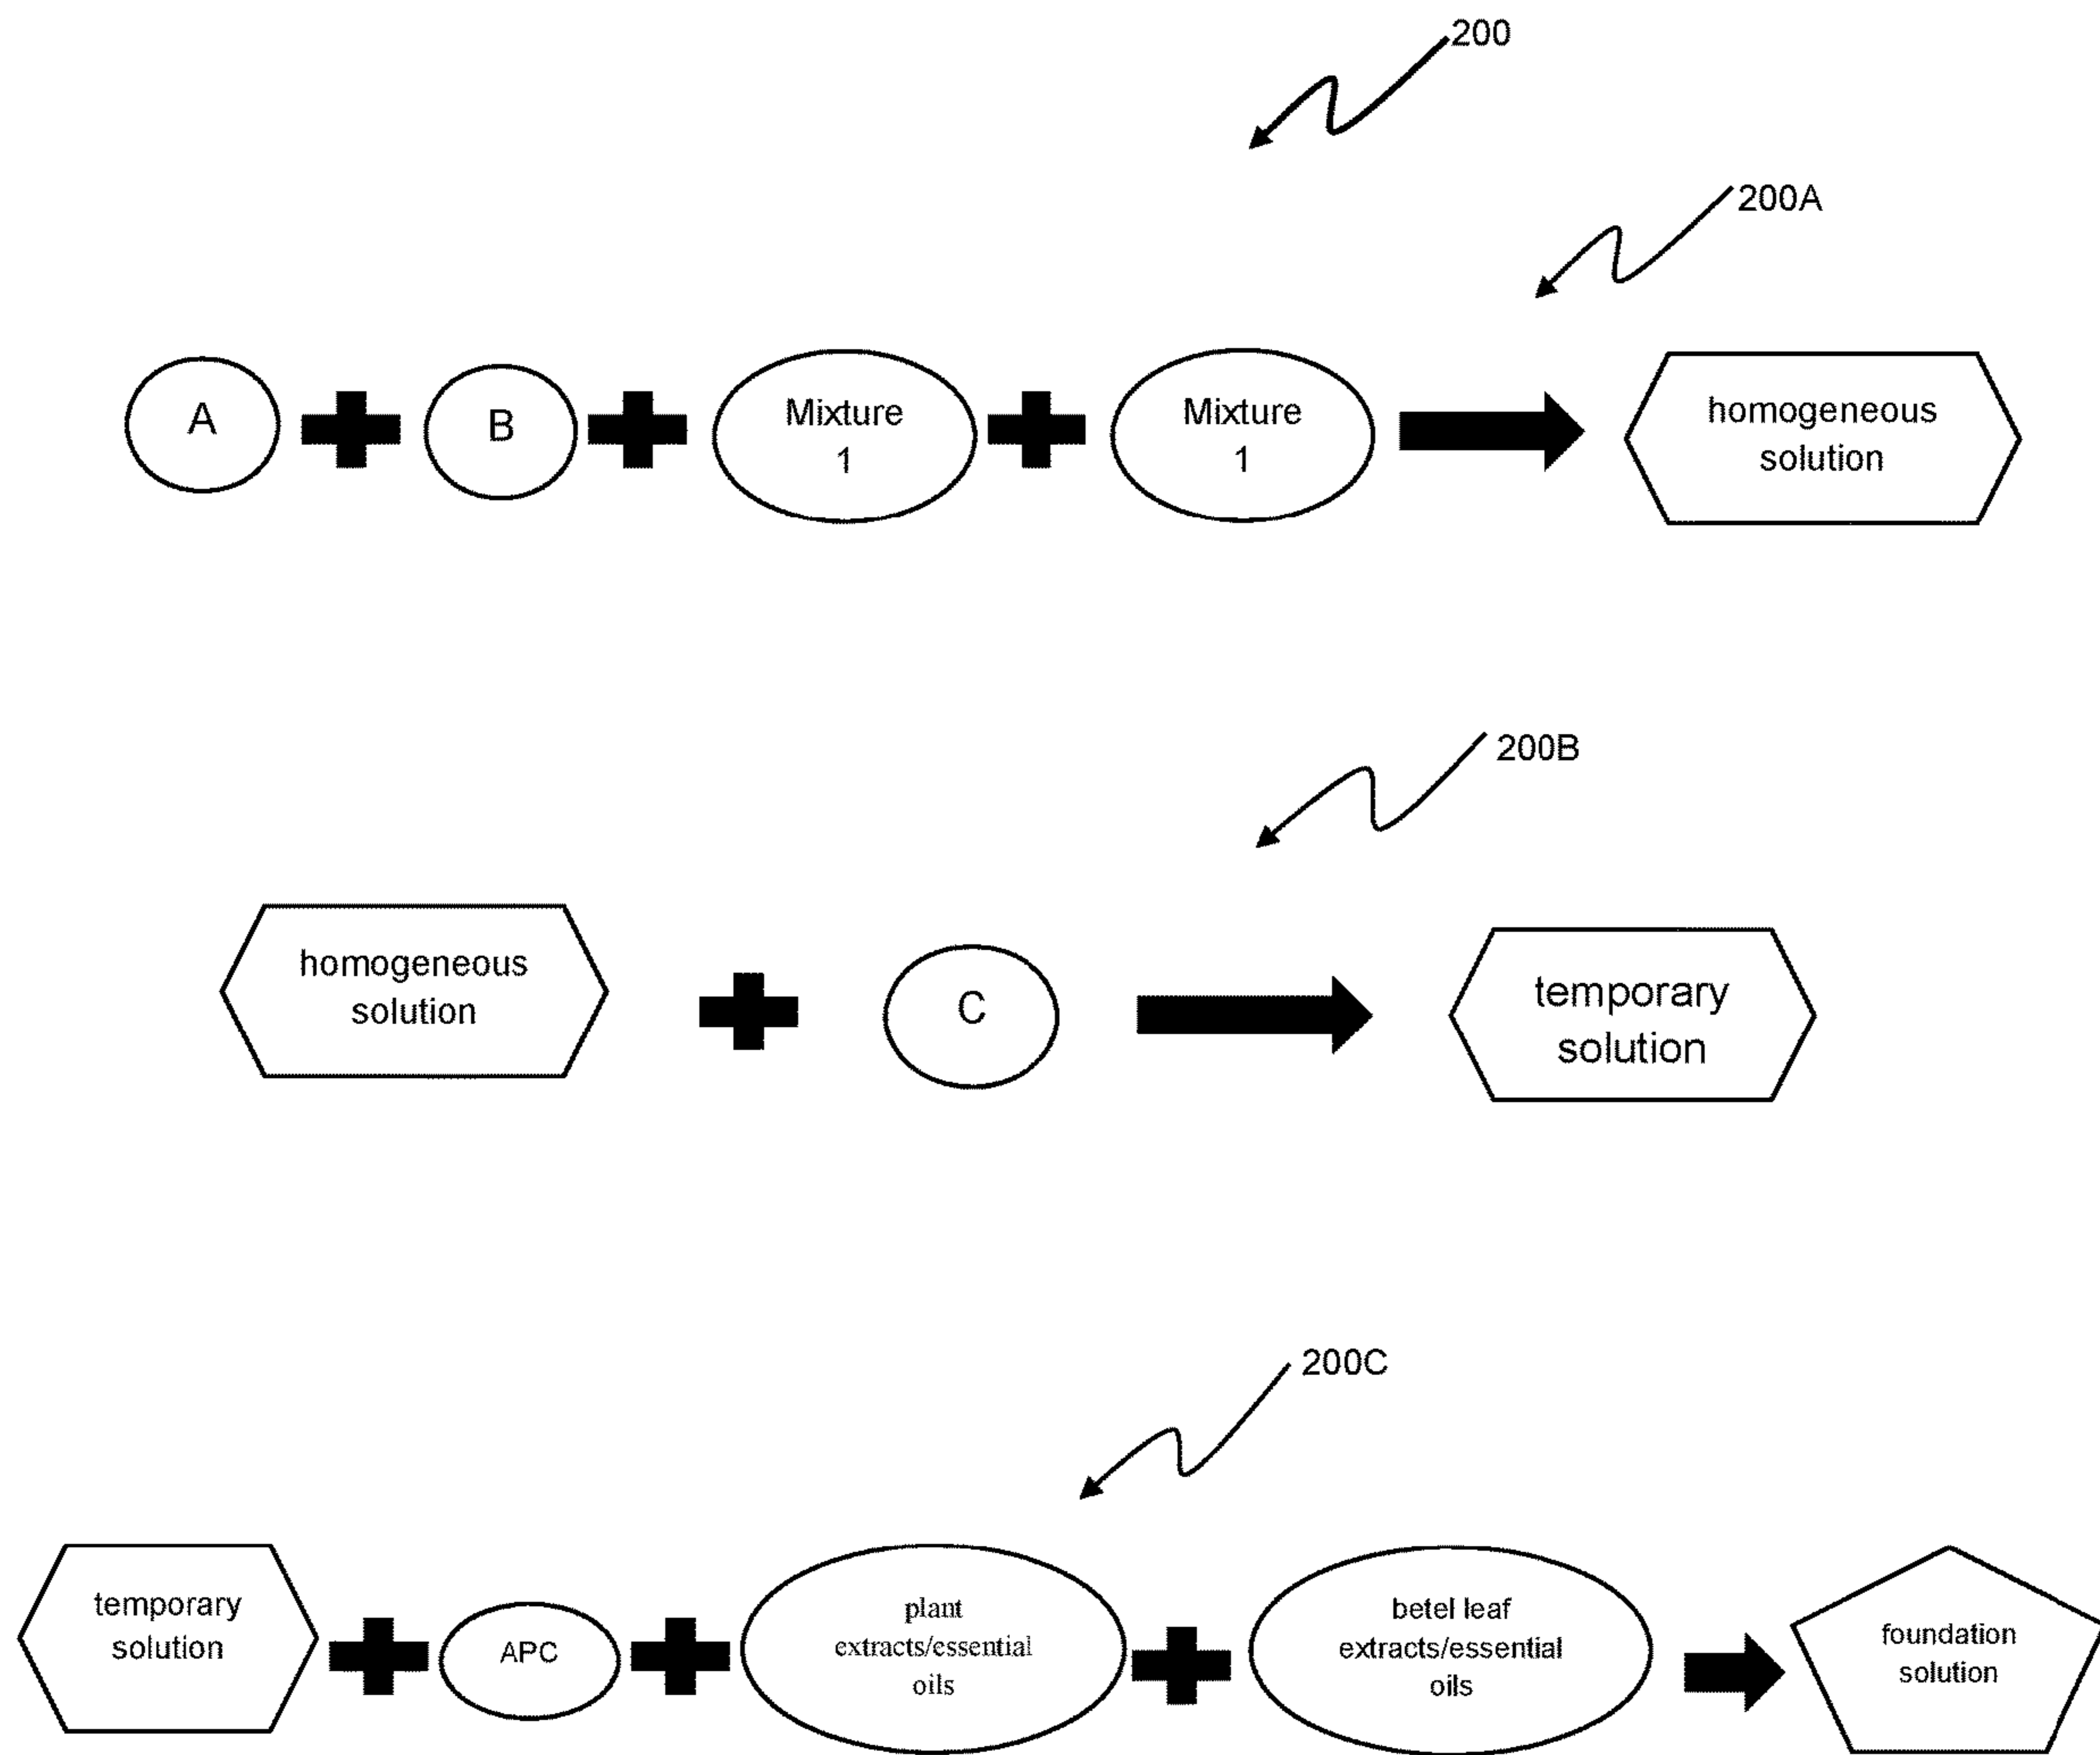 200
200A
A
B
Mixture
1
Mixture
1
homogeneous
solution
200B
homogeneous
solution
C
temporary
solution
200C
temporary
solution
APC
plant
extracts/essential
oils
betel leaf
extracts/essential
oils
foundation
solution